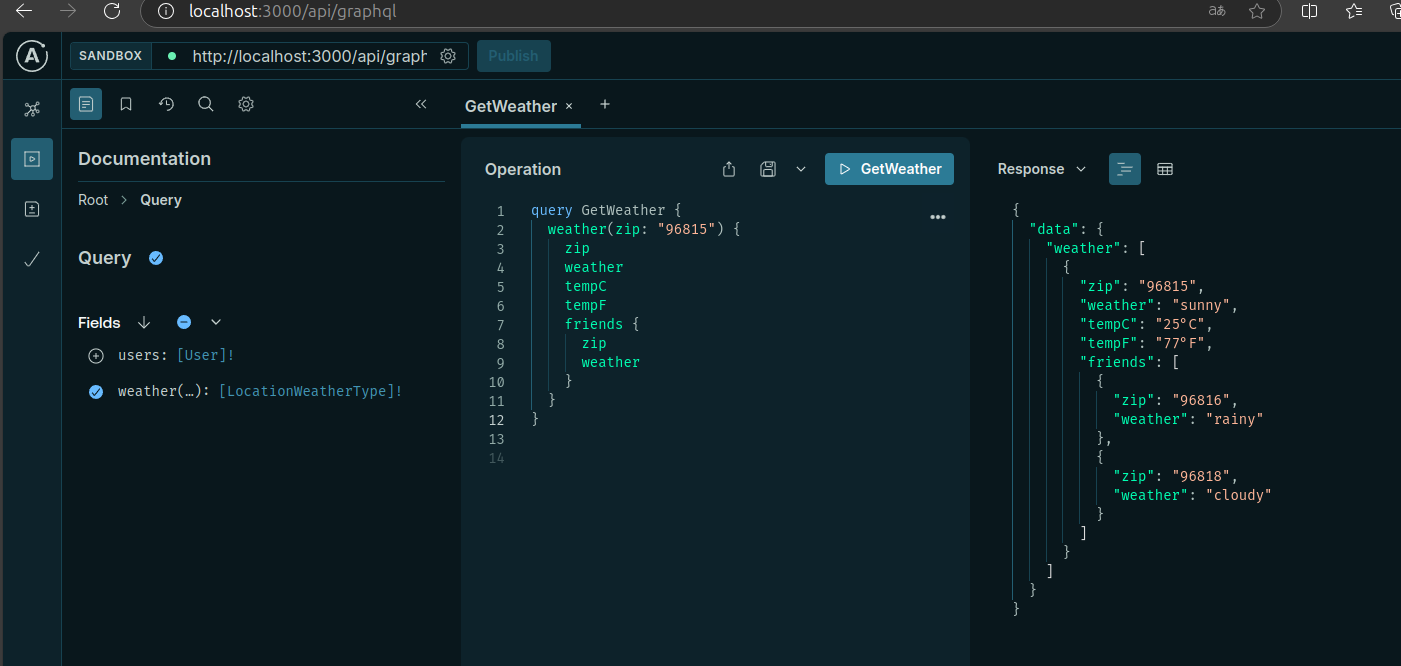 localhost:3000/api/graphql
SANDBOX http://localhost:3000/api/graph Publish
GetWeather × +
Documentation
Root > Query
Query
Fields
users: [User]!
weather(…): [LocationWeatherType]!
Operation
GetWeather
1 query GetWeather {
2 weather(zip: "96815") {
3 zip
4 weather
5 tempC
6 tempF
7 friends {
8 zip
9 weather
10 }
11 }
12 }
13
14
Response
{
"data": {
"weather": [
{
"zip": "96815",
"weather": "sunny",
"tempC": "25°C",
"tempF": "77°F",
"friends": [
{
"zip": "96816",
"weather": "rainy"
},
{
"zip": "96818",
"weather": "cloudy"
}
]
}
]
}
}